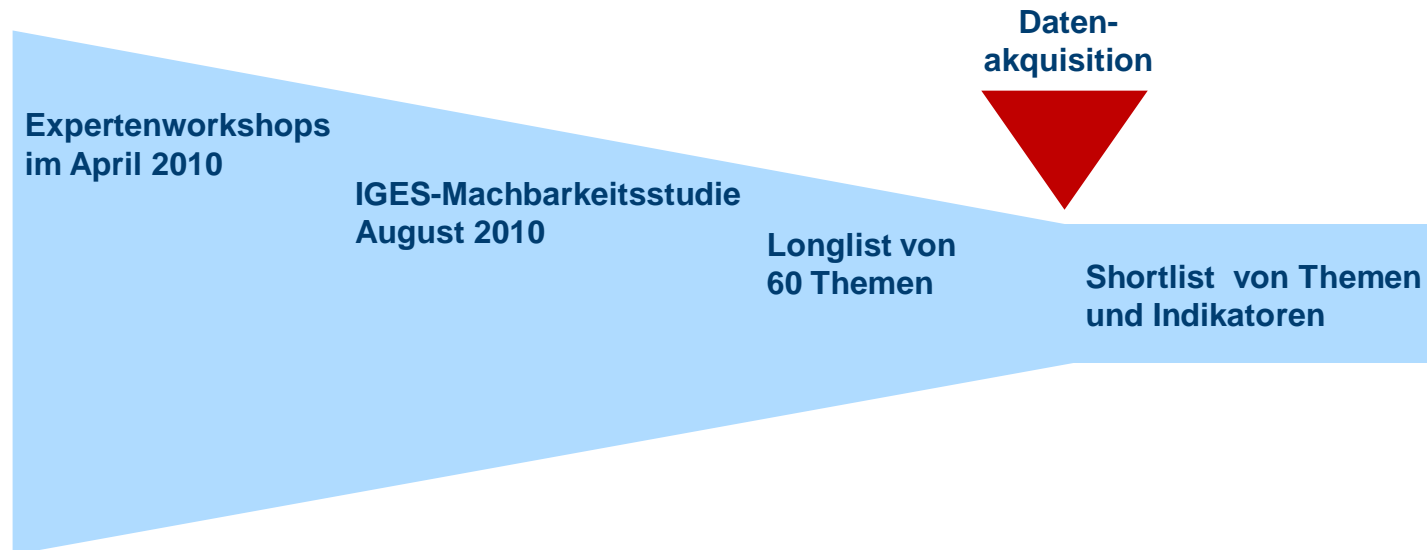 Daten-
akquisition
Expertenworkshops
im April 2010
IGES-Machbarkeitsstudie
August 2010
Longlist von
60 Themen
Shortlist von Themen
und Indikatoren